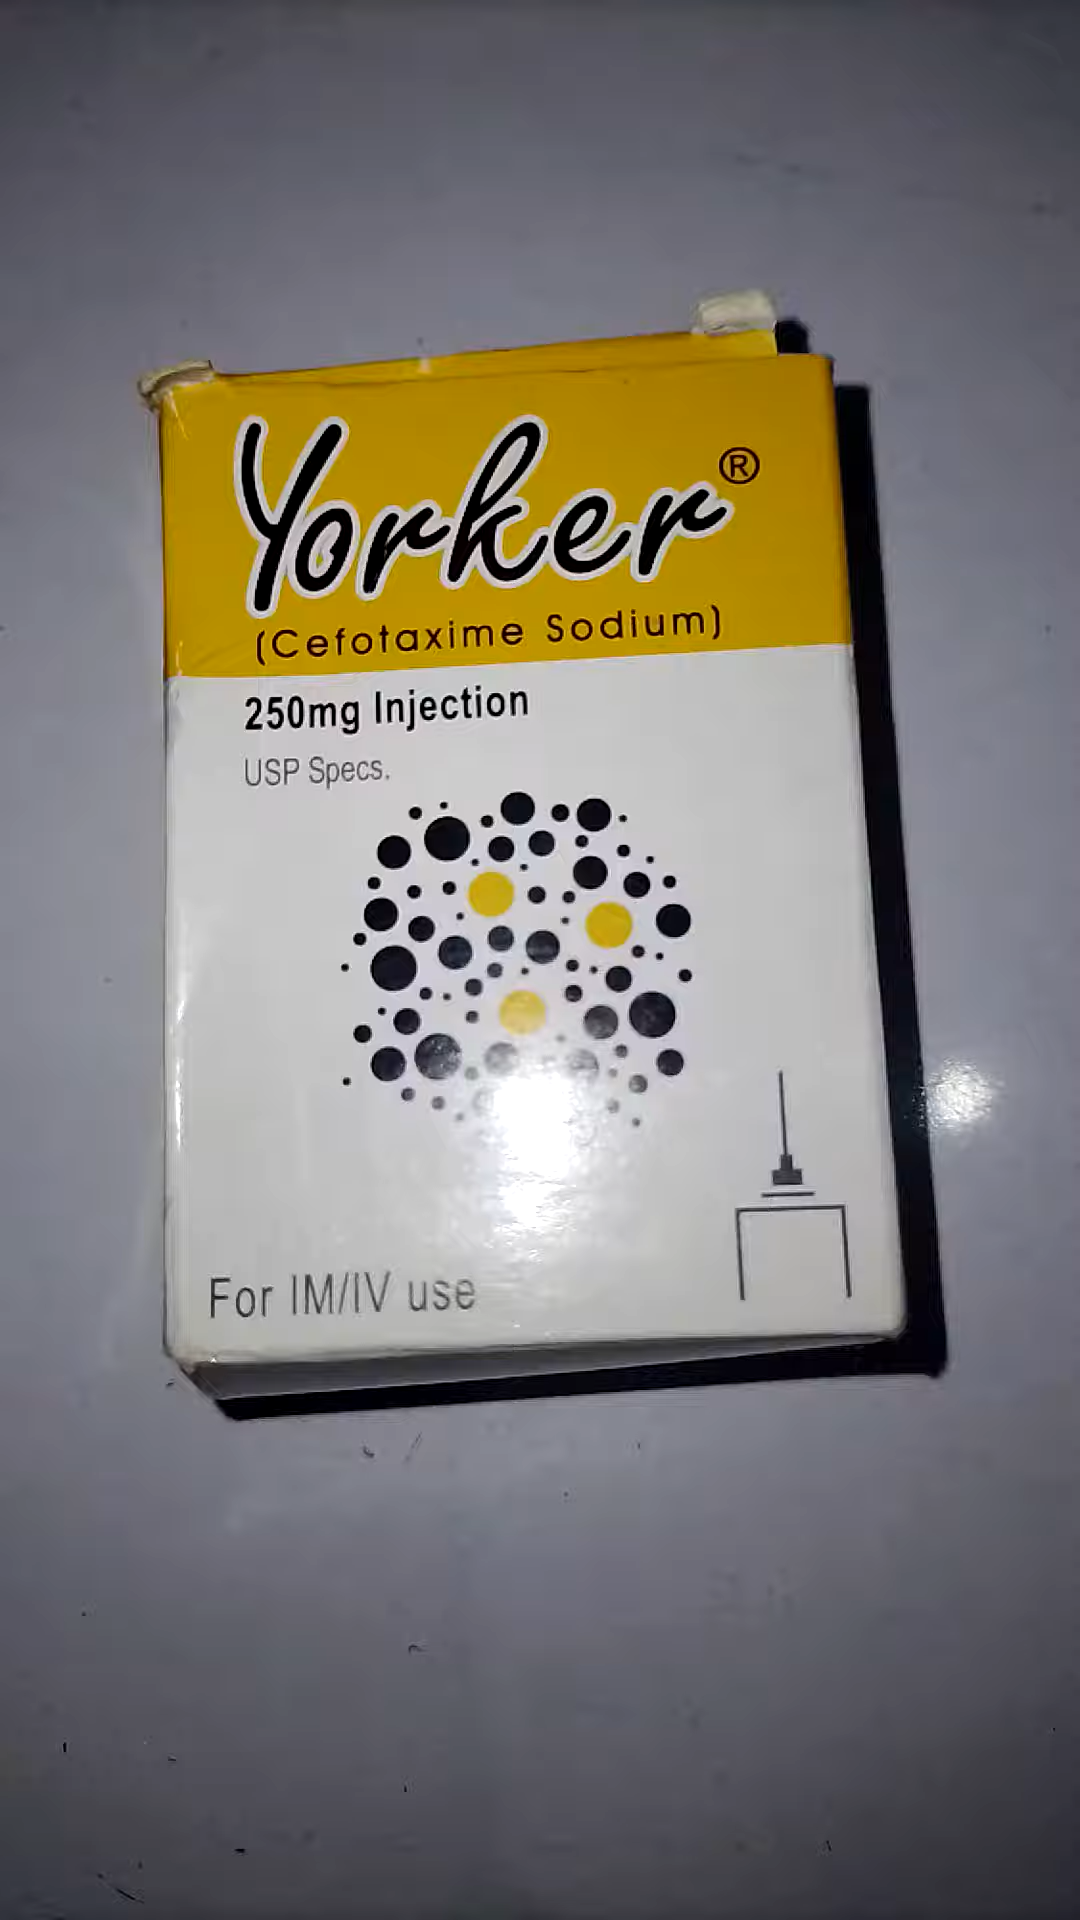 Yorker®
(Cefotaxime Sodium)
250mg Injection
USP Specs.
For IM/IV use